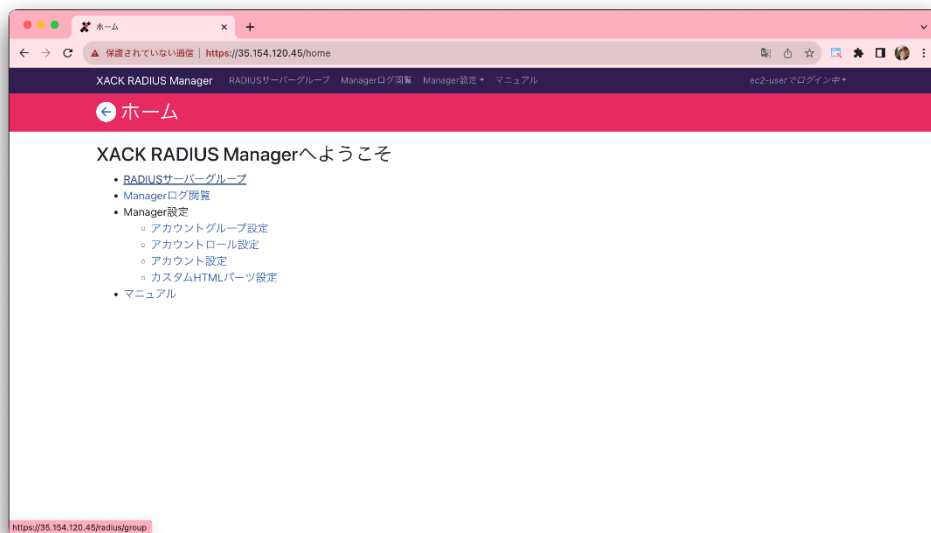 ホーム
保護されていない通信 | https://35.154.120.45/home
XACK RADIUS Manager RADIUSサーバーグループ Managerログ閲覧 Manager設定 マニュアル ec2-userでログイン中
ホーム
XACK RADIUS Managerへようこそ
RADIUSサーバーグループ
Managerログ閲覧
Manager設定
アカウントグループ設定
アカウントロール設定
アカウント設定
カスタムHTMLパーツ設定
マニュアル
https://35.154.120.45/radius/group